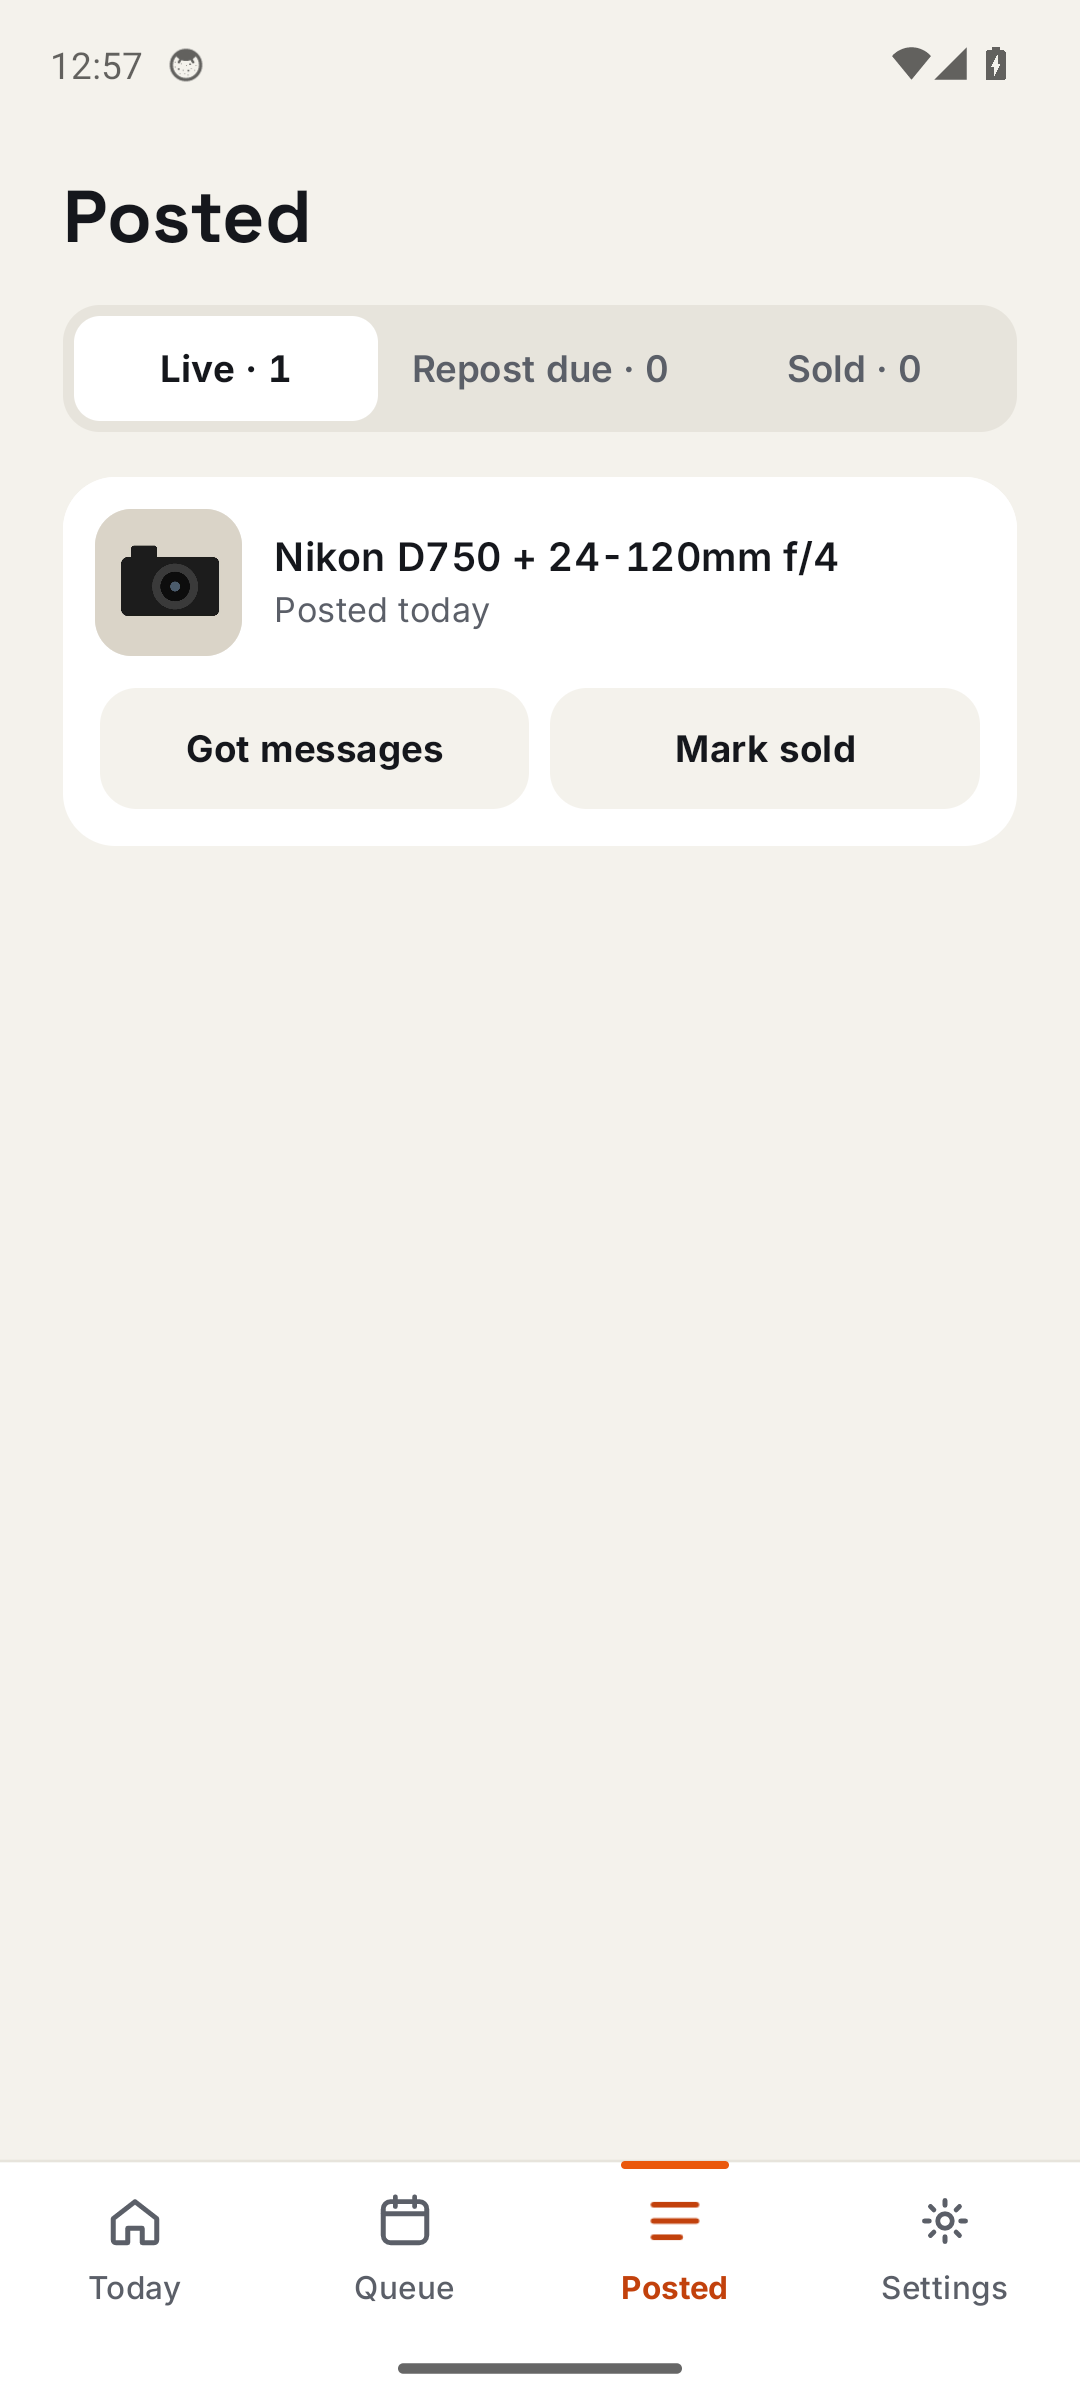 12:57
Posted
Live · 1
Repost due · 0
Sold · 0
Nikon D750 + 24-120mm f/4
Posted today
Got messages
Mark sold
Today
Queue
Posted
Settings